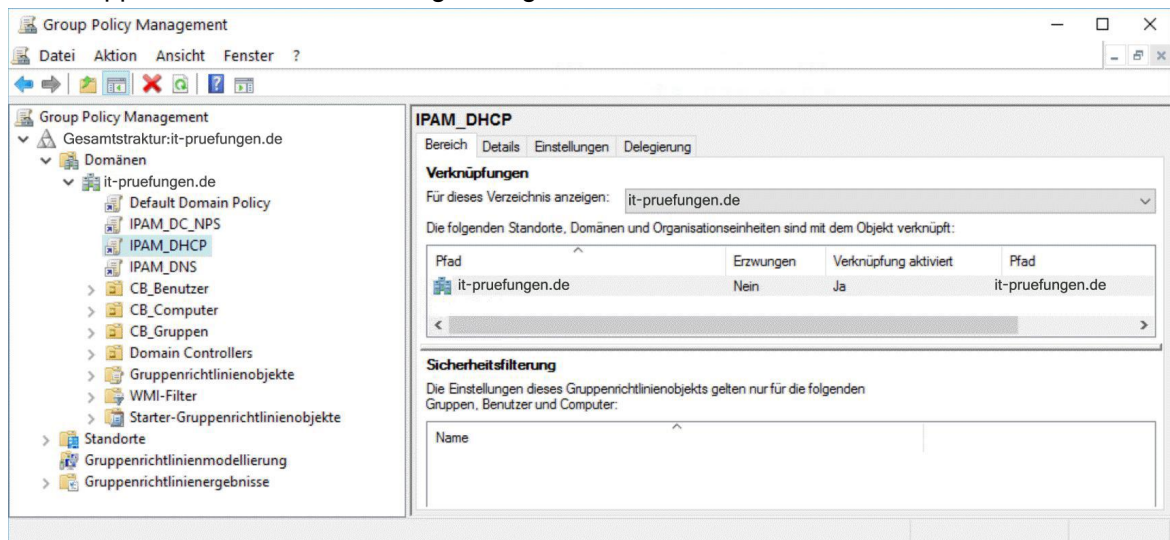 Group Policy Management
Datei Aktion Ansicht Fenster ?
Group Policy Management
Gesamtstraktur:it-pruefungen.de
Domänen
it-pruefungen.de
Default Domain Policy
IPAM_DC_NPS
IPAM_DHCP
IPAM_DNS
CB_Benutzer
CB_Computer
CB_Gruppen
Domain Controllers
Gruppenrichtlinienobjekte
WMI-Filter
Starter-Gruppenrichtlinienobjekte
Standorte
Gruppenrichtlinienmodellierung
Gruppenrichtlinienergebnisse
IPAM_DHCP
Bereich Details Einstellungen Delegierung
Verknüpfungen
Für dieses Verzeichnis anzeigen: it-pruefungen.de
Die folgenden Standorte, Domänen und Organisationseinheiten sind mit dem Objekt verknüpft:
Pfad Erzwungen Verknüpfung aktiviert Pfad
it-pruefungen.de Nein Ja it-pruefungen.de
Sicherheitsfilterung
Die Einstellungen dieses Gruppenrichtlinienobjekts gelten nur für die folgenden
Gruppen, Benutzer und Computer:
Name